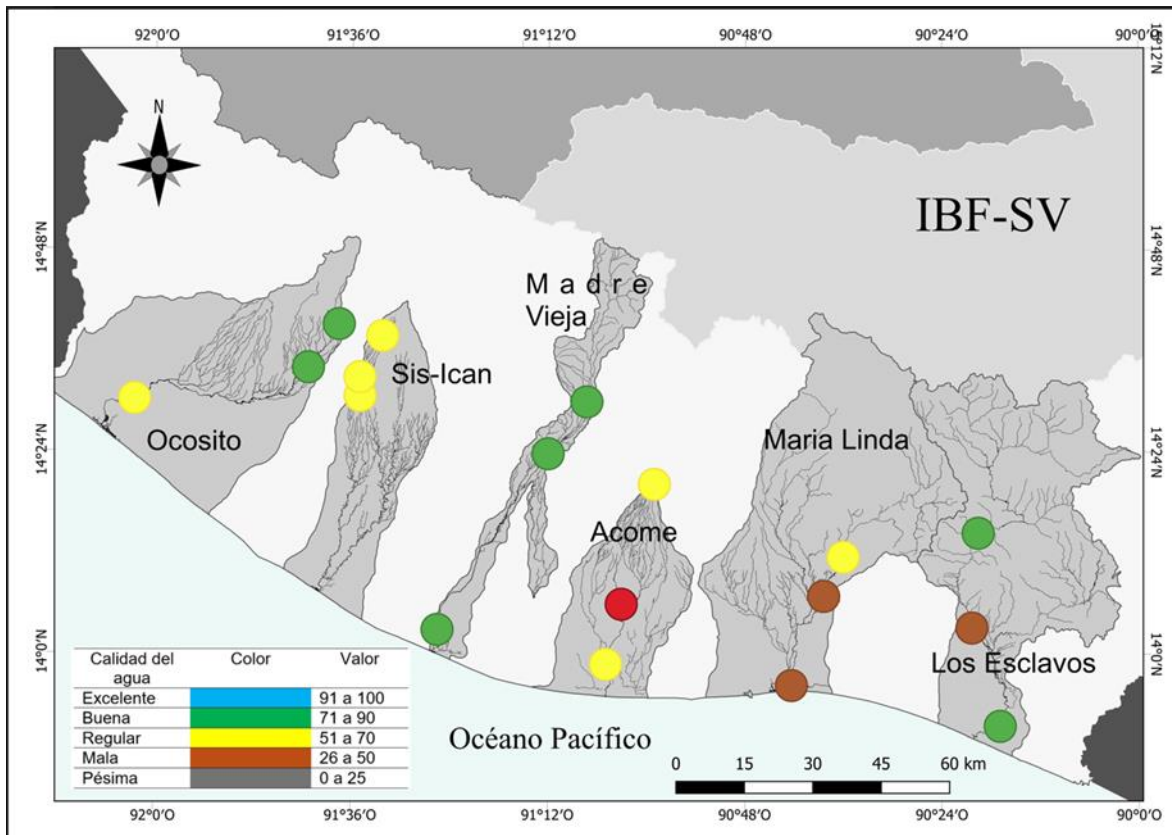 92°0′O 91°36′O 91°12′O 90°48′O 90°24′O 90°0′O
15°12′N
N
IBF-SV
14°48′N 14°48′N
Madre
Vieja
Sis-Ican
Ocosito
Maria Linda
14°24′N 14°24′N
Acome
Los Esclavos
14°0′N 14°0′N
Calidad del agua Color Valor
Excelente 91 a 100
Buena 71 a 90
Regular 51 a 70
Mala 26 a 50
Pésima 0 a 25
Océano Pacífico
0 15 30 45 60 km
92°0′O 91°36′O 91°12′O 90°48′O 90°24′O 90°0′O